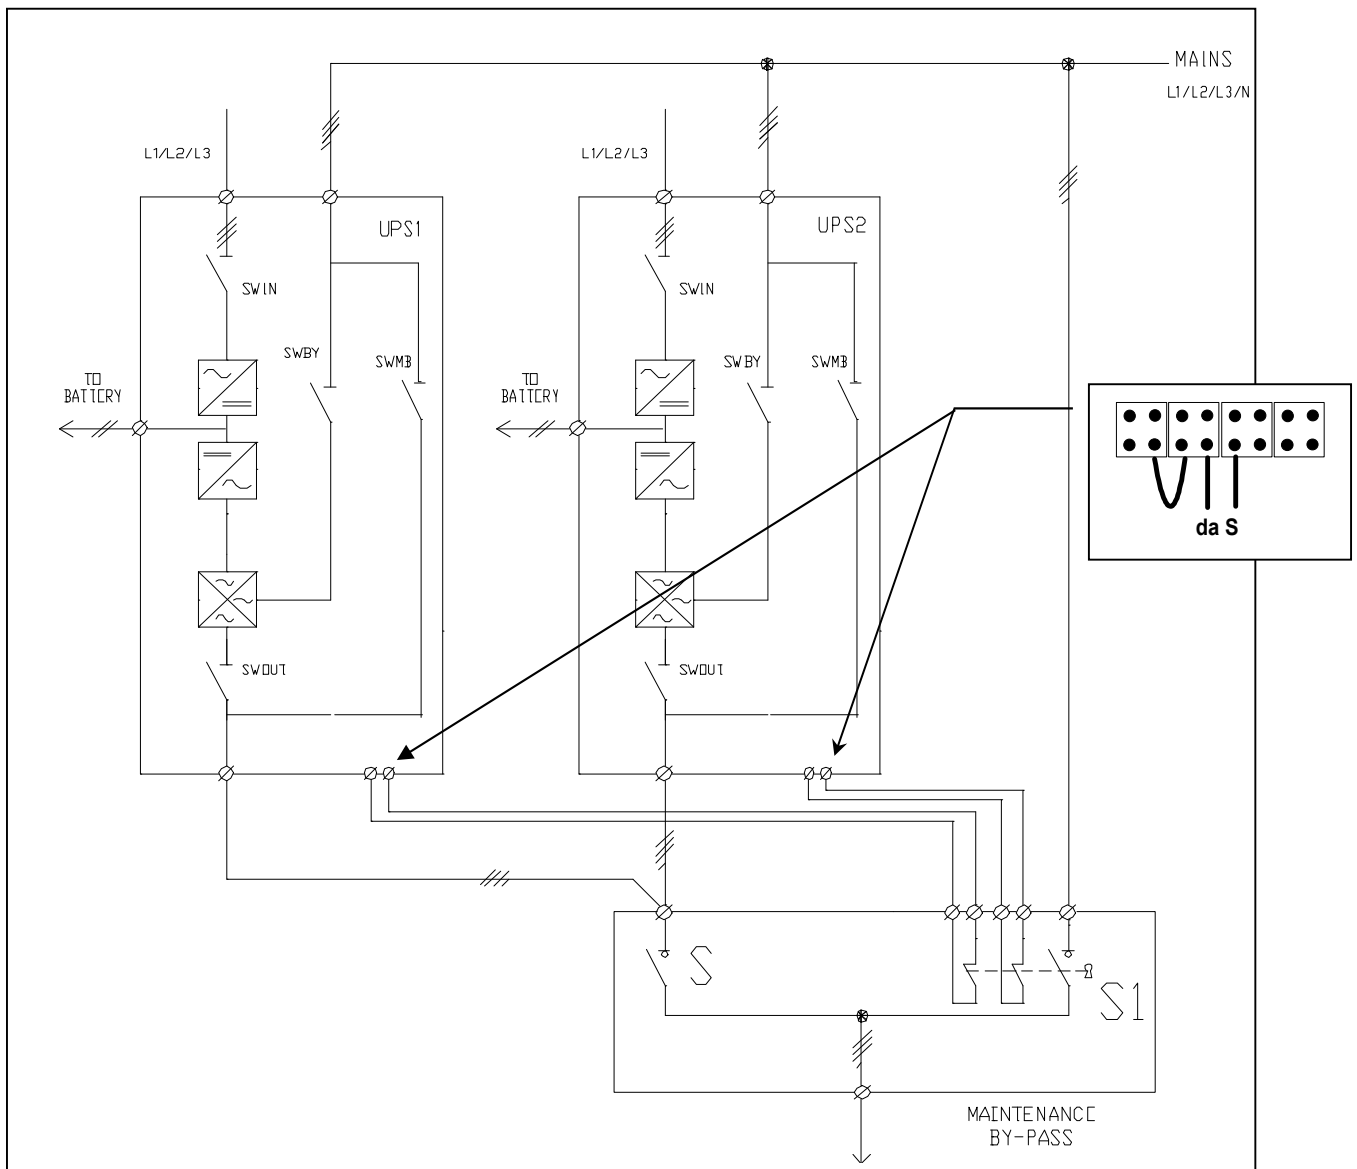 MAINS
L1/L2/L3/N
L1/L2/L3
L1/L2/L3
UPS1
UPS2
SWIN
SWIN
SWBY
SWMB
SWBY
SWMB
TO
BATTERY
TO
BATTERY
da S
SWOUT
SWOUT
S
S1
MAINTENANCE
BY-PASS